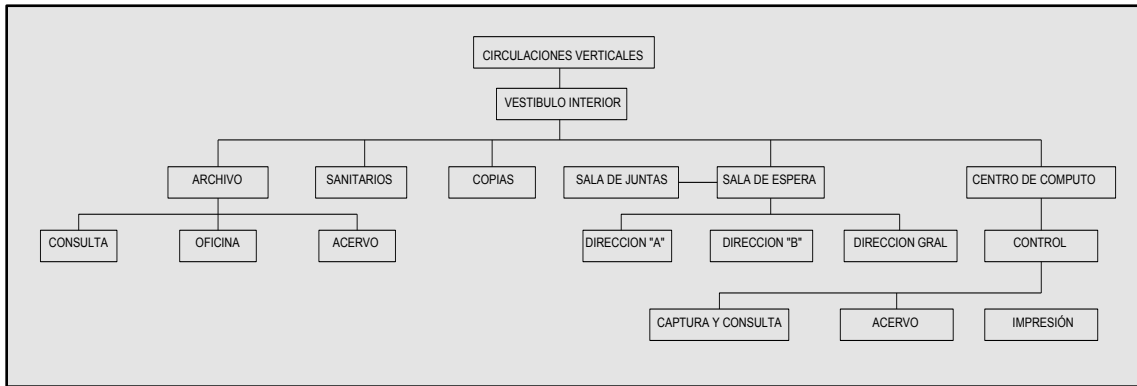 CIRCULACIONES VERTICALES
VESTIBULO INTERIOR
ARCHIVO
SANITARIOS
COPIAS
SALA DE JUNTAS
SALA DE ESPERA
CENTRO DE COMPUTO
CONSULTA
OFICINA
ACERVO
DIRECCION "A"
DIRECCION "B"
DIRECCION GRAL
CONTROL
CAPTURA Y CONSULTA
ACERVO
IMPRESIÓN